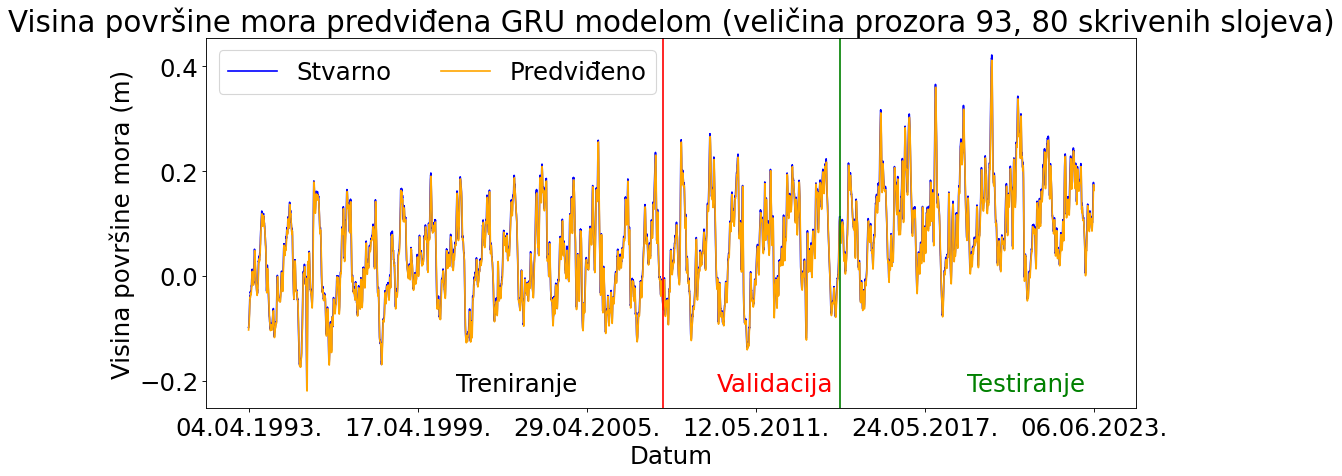 Visina površine mora predviđena GRU modelom (veličina prozora 93, 80 skrivenih slojeva)
Stvarno
Predviđeno
Visina površine mora (m)
0.4
0.2
0.0
−0.2
Treniranje
Validacija
Testiranje
04.04.1993.
17.04.1999.
29.04.2005.
12.05.2011.
24.05.2017.
06.06.2023.
Datum